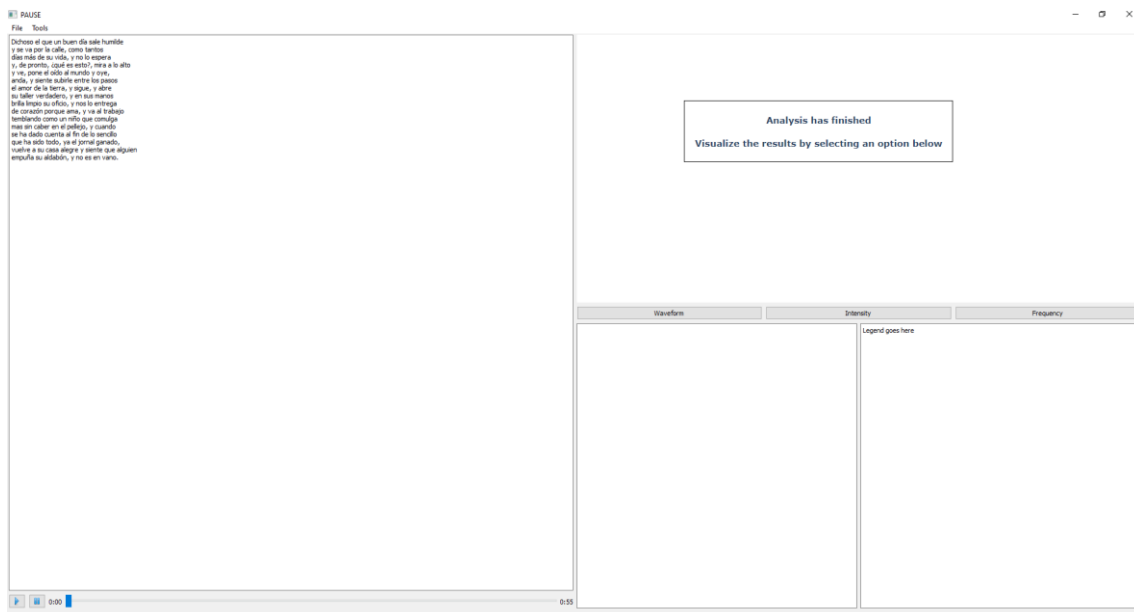 PAUSE
File Tools
Dichoso el que un buen día sale humilde
y se va por la calle, como tantos
días más de su vida, y no lo espera
y, de pronto, ¿qué es esto?, mira a lo alto
y ve, pone el oído al mundo y oye,
anda, y siente subirle entre los pasos
el amor de la tierra, y sigue, y abre
su taller verdadero, y en sus manos
brilla limpio su oficio, y nos lo entrega
de corazón porque ama, y va al trabajo
temblando como un niño que comulga
mas sin caber en el pellejo, y cuando
se ha dado cuenta al fin de lo sencillo
que ha sido todo, ya el jornal ganado,
vuelve a su casa alegre y siente que alguien
empuña su aldabón, y no es en vano.
0:00
0:55
Analysis has finished
Visualize the results by selecting an option below
Waveform Intensity Frequency
Legend goes here